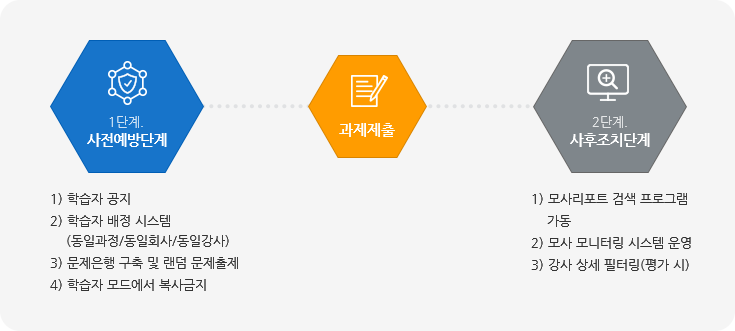 1단계.
사전예방단계
과제제출
2단계.
사후조치단계
1) 학습자 공지
2) 학습자 배정 시스템
(동일과정/동일회사/동일강사)
3) 문제은행 구축 및 랜덤 문제출제
4) 학습자 모드에서 복사금지
1) 모사리포트 검색 프로그램
가동
2) 모사 모니터링 시스템 운영
3) 강사 상세 필터링(평가 시)